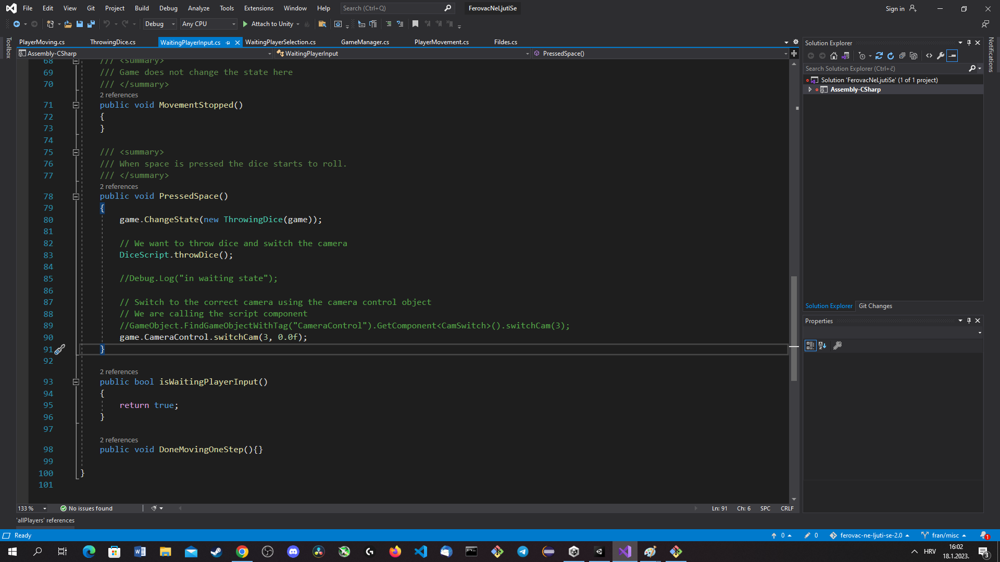 File Edit View Git Project Build Debug Analyze Tools Extensions Window Help Search (Ctrl+Q) FerovacNeLjutiSe Sign in
Debug Any CPU Attach to Unity
Toolbox
PlayerMoving.cs ThrowingDice.cs WaitingPlayerInput.cs WaitingPlayerSelection.cs GameManager.cs PlayerMovement.cs Fildes.cs
Assembly-CSharp WaitingPlayerInput PressedSpace()
68 /// <summary>
69 /// Game does not change the state here
70 /// </summary>
2 references
71 public void MovementStopped()
72 {
73 }
74
75 /// <summary>
76 /// When space is pressed the dice starts to roll.
77 /// </summary>
2 references
78 public void PressedSpace()
79 {
80 game.ChangeState(new ThrowingDice(game));
81
82 // We want to throw dice and switch the camera
83 DiceScript.throwDice();
84
85 //Debug.Log("in waiting state");
86
87 // Switch to the correct camera using the camera control object
88 // We are calling the script component
89 //GameObject.FindGameObjectWithTag("CameraControl").GetComponent<CamSwitch>().switchCam(3);
90 game.CameraControl.switchCam(3, 0.0f);
91 }
92
2 references
93 public bool isWaitingPlayerInput()
94 {
95 return true;
96 }
97
2 references
98 public void DoneMovingOneStep(){}
99
100 }
101
133 % No issues found Ln: 91 Ch: 6 SPC CRLF
'allPlayers' references
Solution Explorer
Search Solution Explorer (Ctrl+č)
Solution 'FerovacNeLjutiSe' (1 of 1 project)
Assembly-CSharp
Solution Explorer Git Changes
Properties
Notifications
Ready 0 0 ferovac-ne-ljuti-se-2.0 fran/misc 1
HRV 16:02
18.1.2023. 3